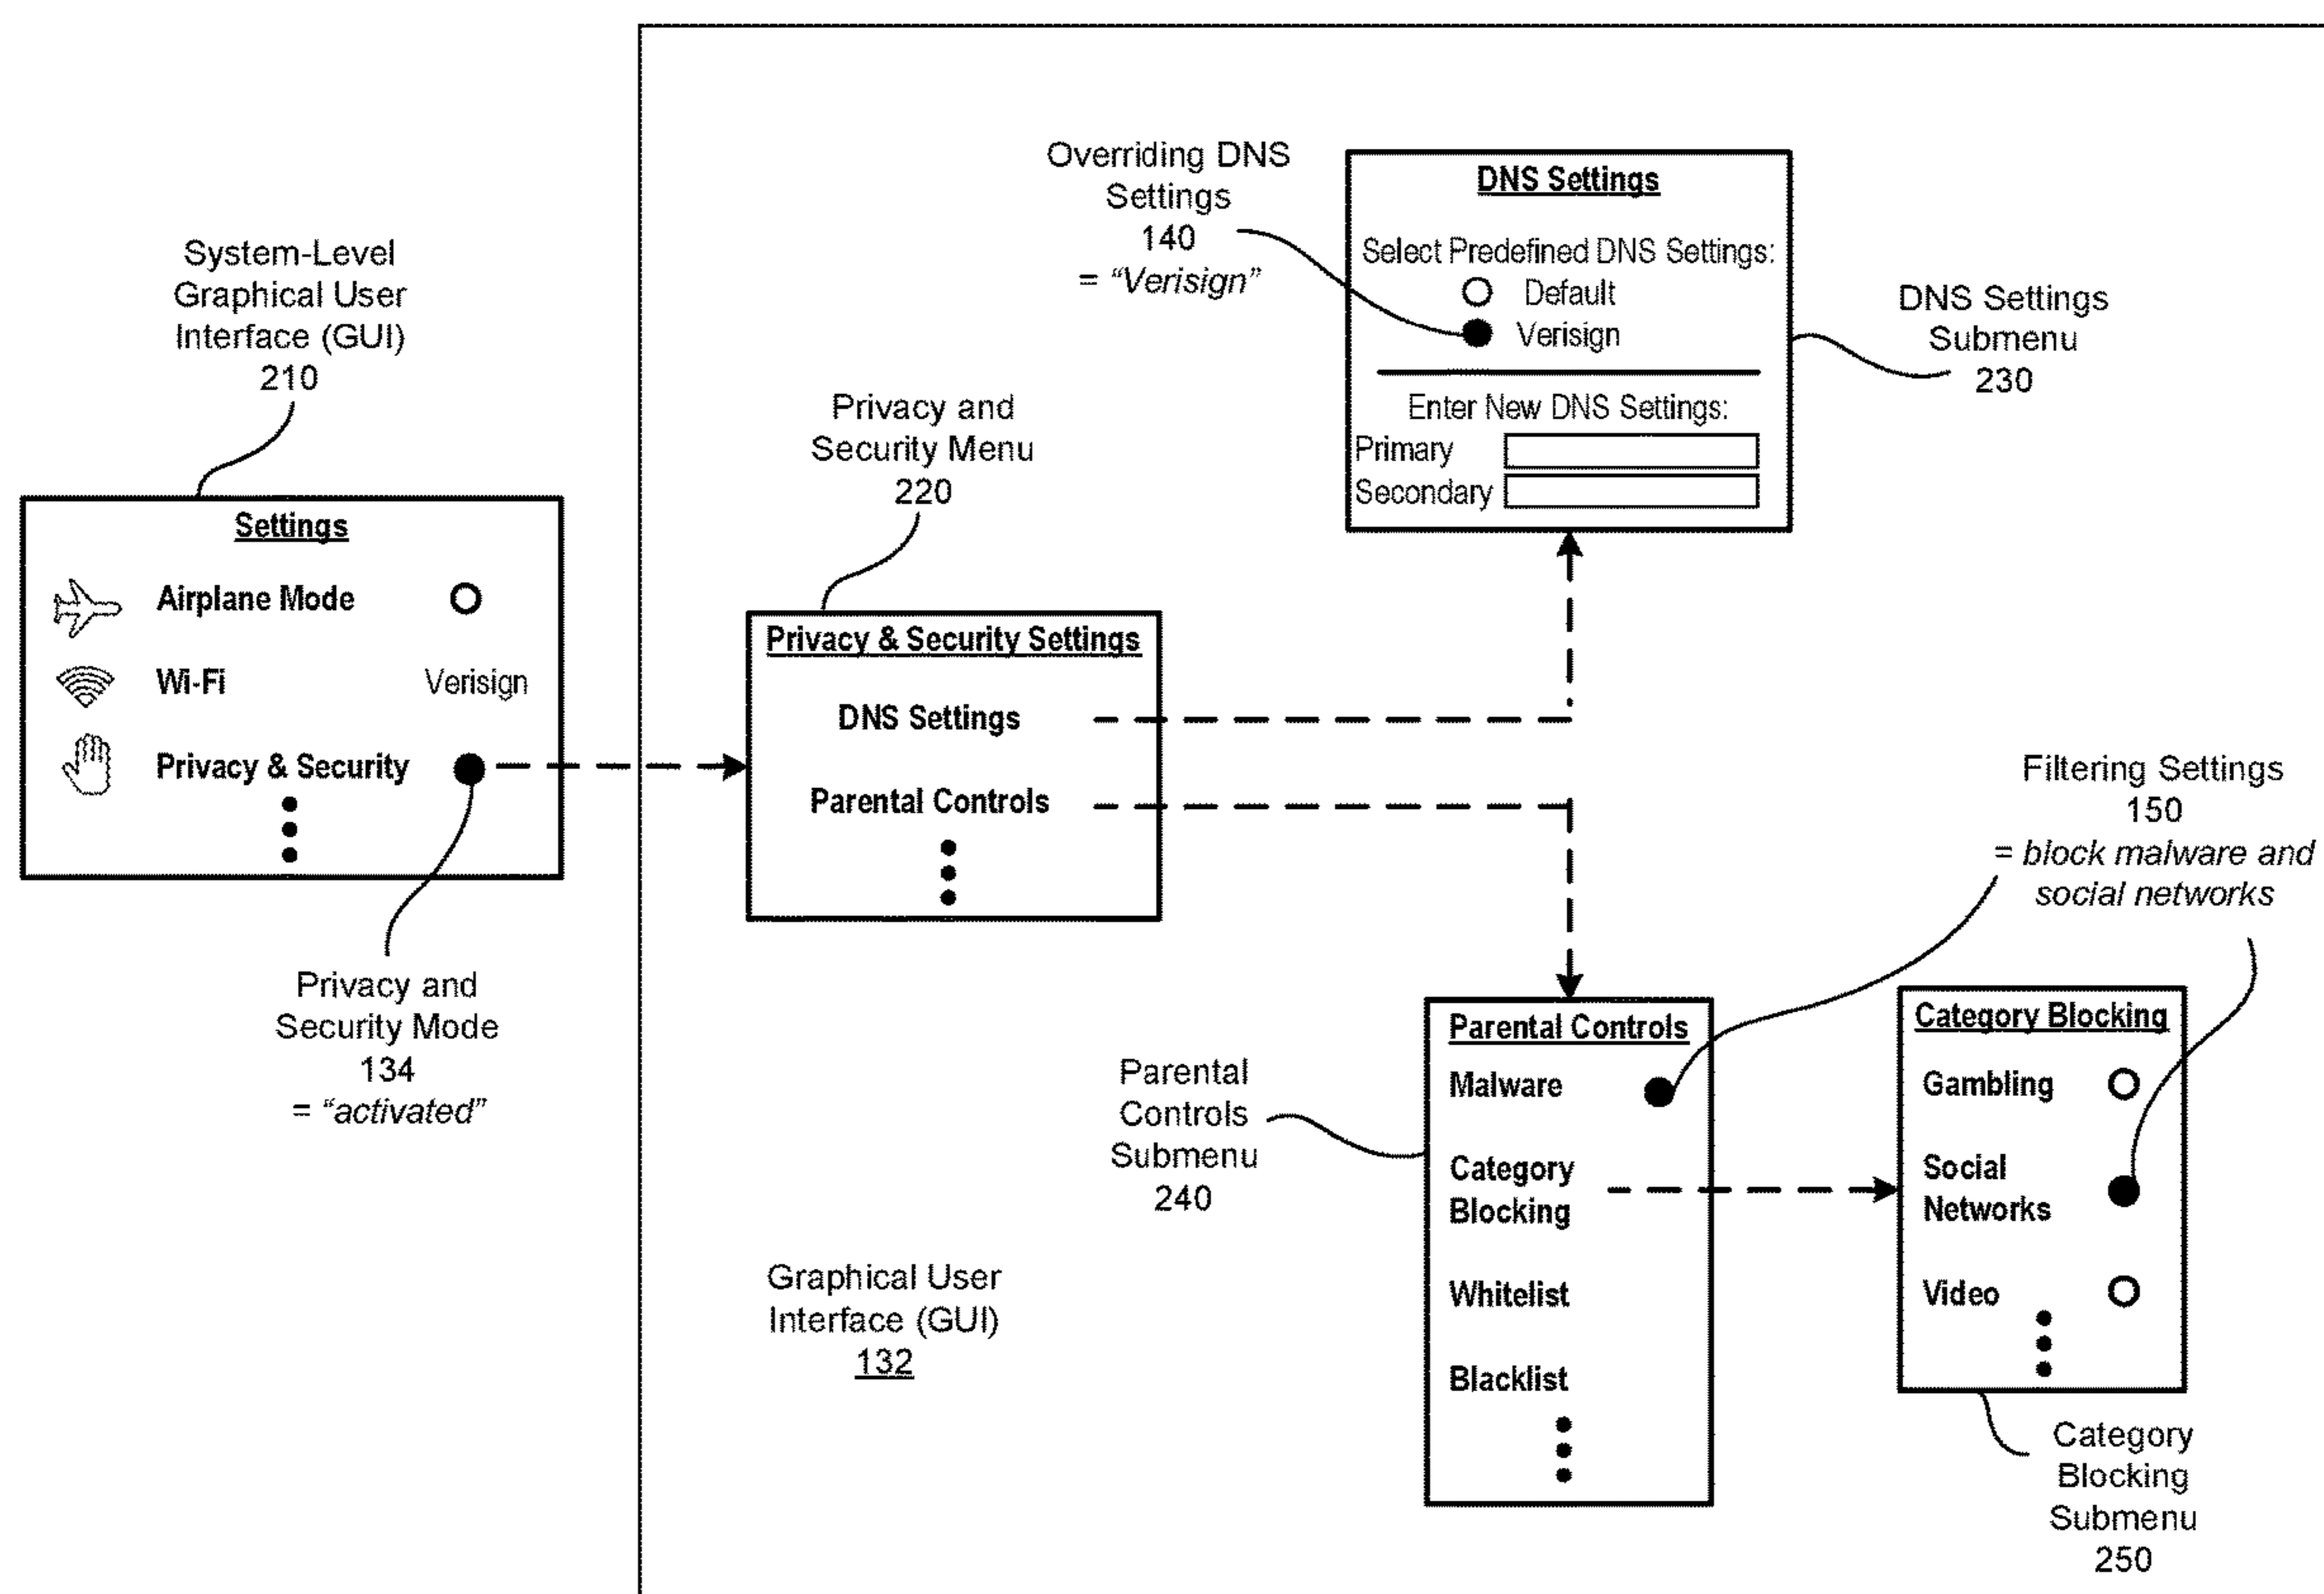 System-Level
Graphical User
Interface (GUI)
210
Settings
Airplane Mode
Wi-Fi Verisign
Privacy & Security
Privacy and
Security Mode
134
= “activated”
Privacy and
Security Menu
220
Privacy & Security Settings
DNS Settings
Parental Controls
Overriding DNS
Settings
140
= “Verisign”
DNS Settings
Select Predefined DNS Settings:
Default
Verisign
Enter New DNS Settings:
Primary
Secondary
DNS Settings
Submenu
230
Filtering Settings
150
= block malware and
social networks
Parental
Controls
Submenu
240
Parental Controls
Malware
Category
Blocking
Whitelist
Blacklist
Category Blocking
Gambling
Social
Networks
Video
Category
Blocking
Submenu
250
Graphical User
Interface (GUI)
132